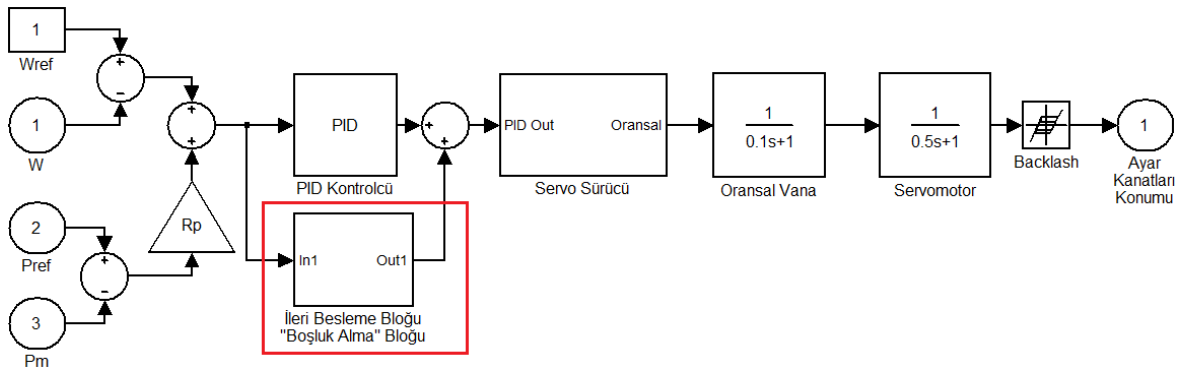 1
Wref
+
−
1
W
+
+
Rp
2
Pref
+
−
3
Pm
PID
PID Kontrolcü
In1
Out1
İleri Besleme Bloğu
"Boşluk Alma" Bloğu
+
+
PID Out
Oransal
Servo Sürücü
1
0.1s+1
Oransal Vana
1
0.5s+1
Servomotor
Backlash
1
Ayar
Kanatları
Konumu